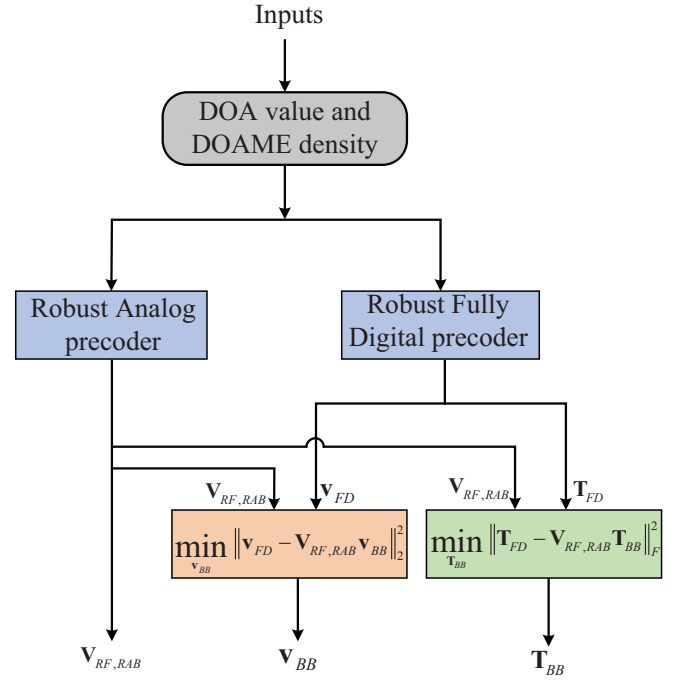 Inputs
DOA value and
DOAME density
Robust Analog
precoder
Robust Fully
Digital precoder
V_{RF,RAB}
v_{FD}
V_{RF,RAB}
T_{FD}
min_{v_{BB}} ‖v_{FD} − V_{RF,RAB} v_{BB}‖_2^2
min_{T_{BB}} ‖T_{FD} − V_{RF,RAB} T_{BB}‖_F^2
V_{RF,RAB}
v_{BB}
T_{BB}